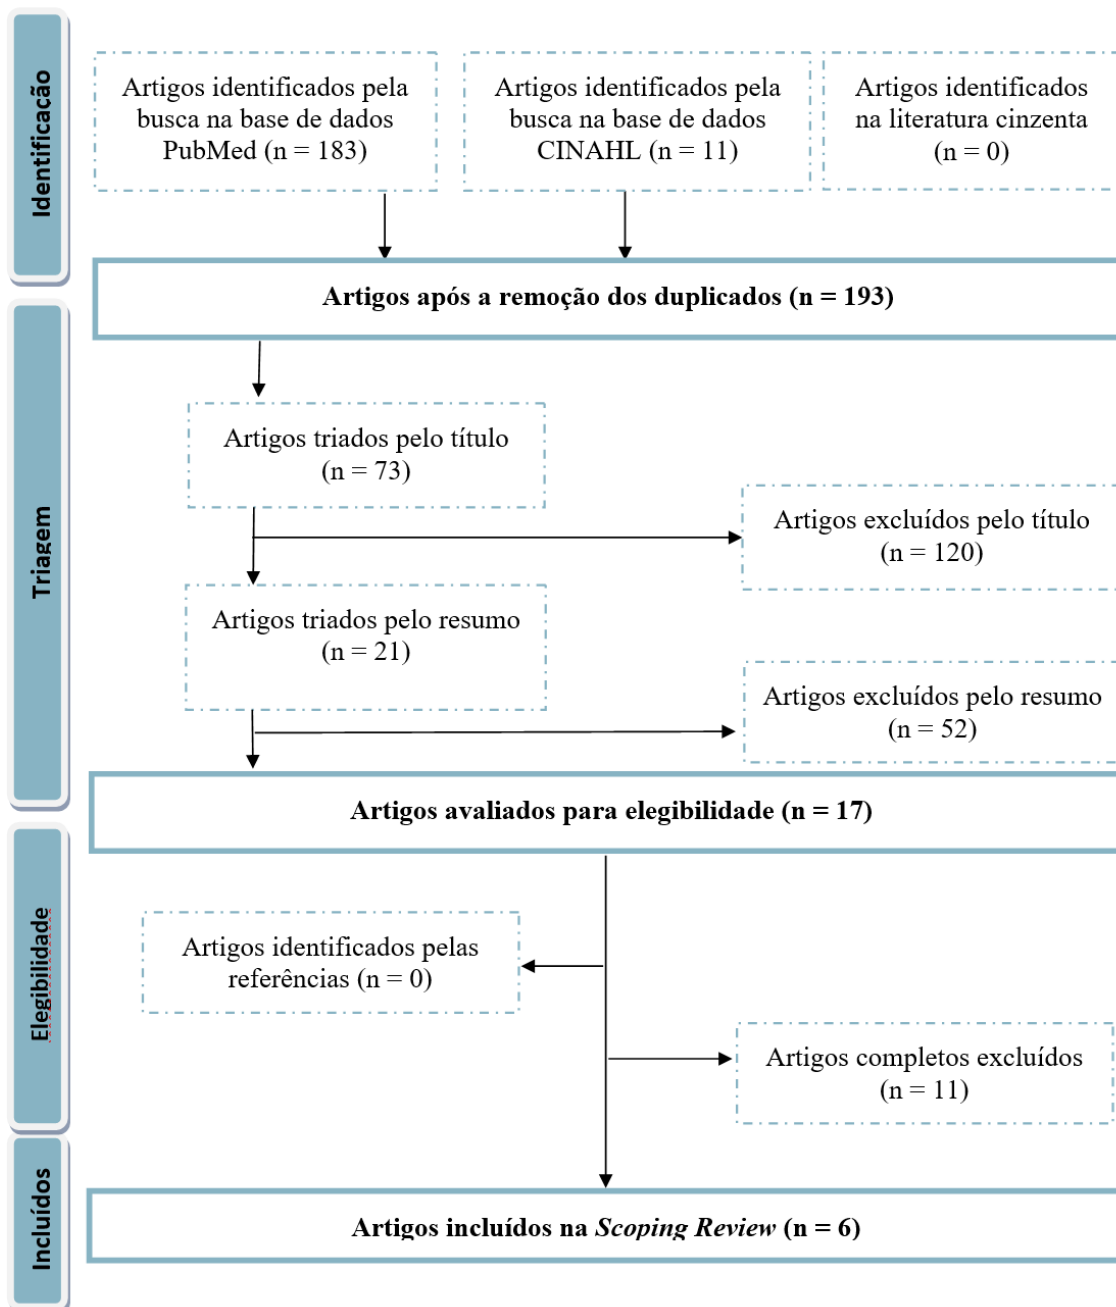 Identificação
Artigos identificados pela
busca na base de dados
PubMed (n = 183)
Artigos identificados pela
busca na base de dados
CINAHL (n = 11)
Artigos identificados
na literatura cinzenta
(n = 0)
Artigos após a remoção dos duplicados (n = 193)
Triagem
Artigos triados pelo título
(n = 73)
Artigos excluídos pelo título
(n = 120)
Artigos triados pelo resumo
(n = 21)
Artigos excluídos pelo resumo
(n = 52)
Artigos avaliados para elegibilidade (n = 17)
Elegibilidade
Artigos identificados pelas
referências (n = 0)
Artigos completos excluídos
(n = 11)
Incluídos
Artigos incluídos na Scoping Review (n = 6)